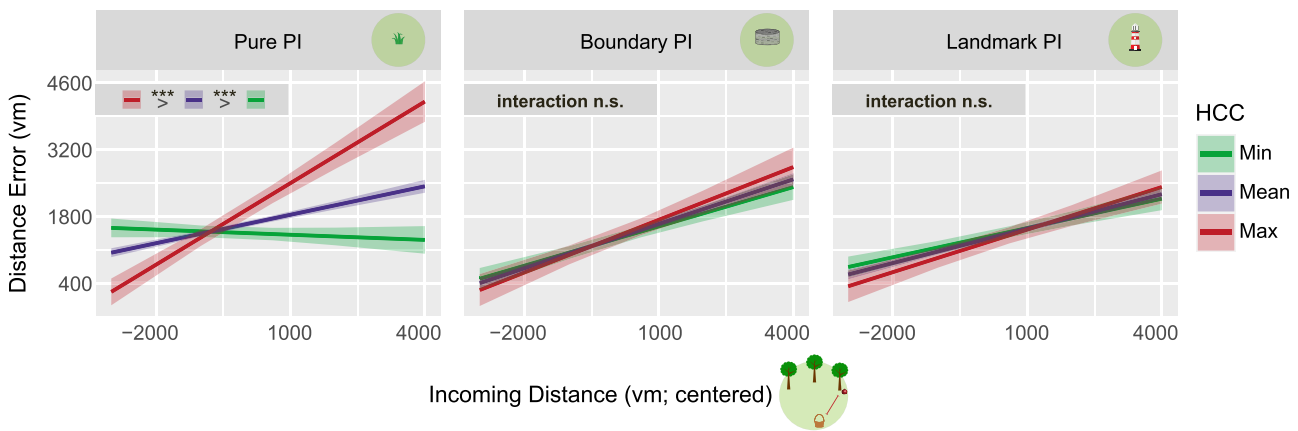 Pure PI
Boundary PI
Landmark PI
Distance Error (vm)
4600
3200
1800
400
*** ***
> >
interaction n.s.
interaction n.s.
−2000 1000 4000
−2000 1000 4000
−2000 1000 4000
Incoming Distance (vm; centered)
HCC
Min
Mean
Max